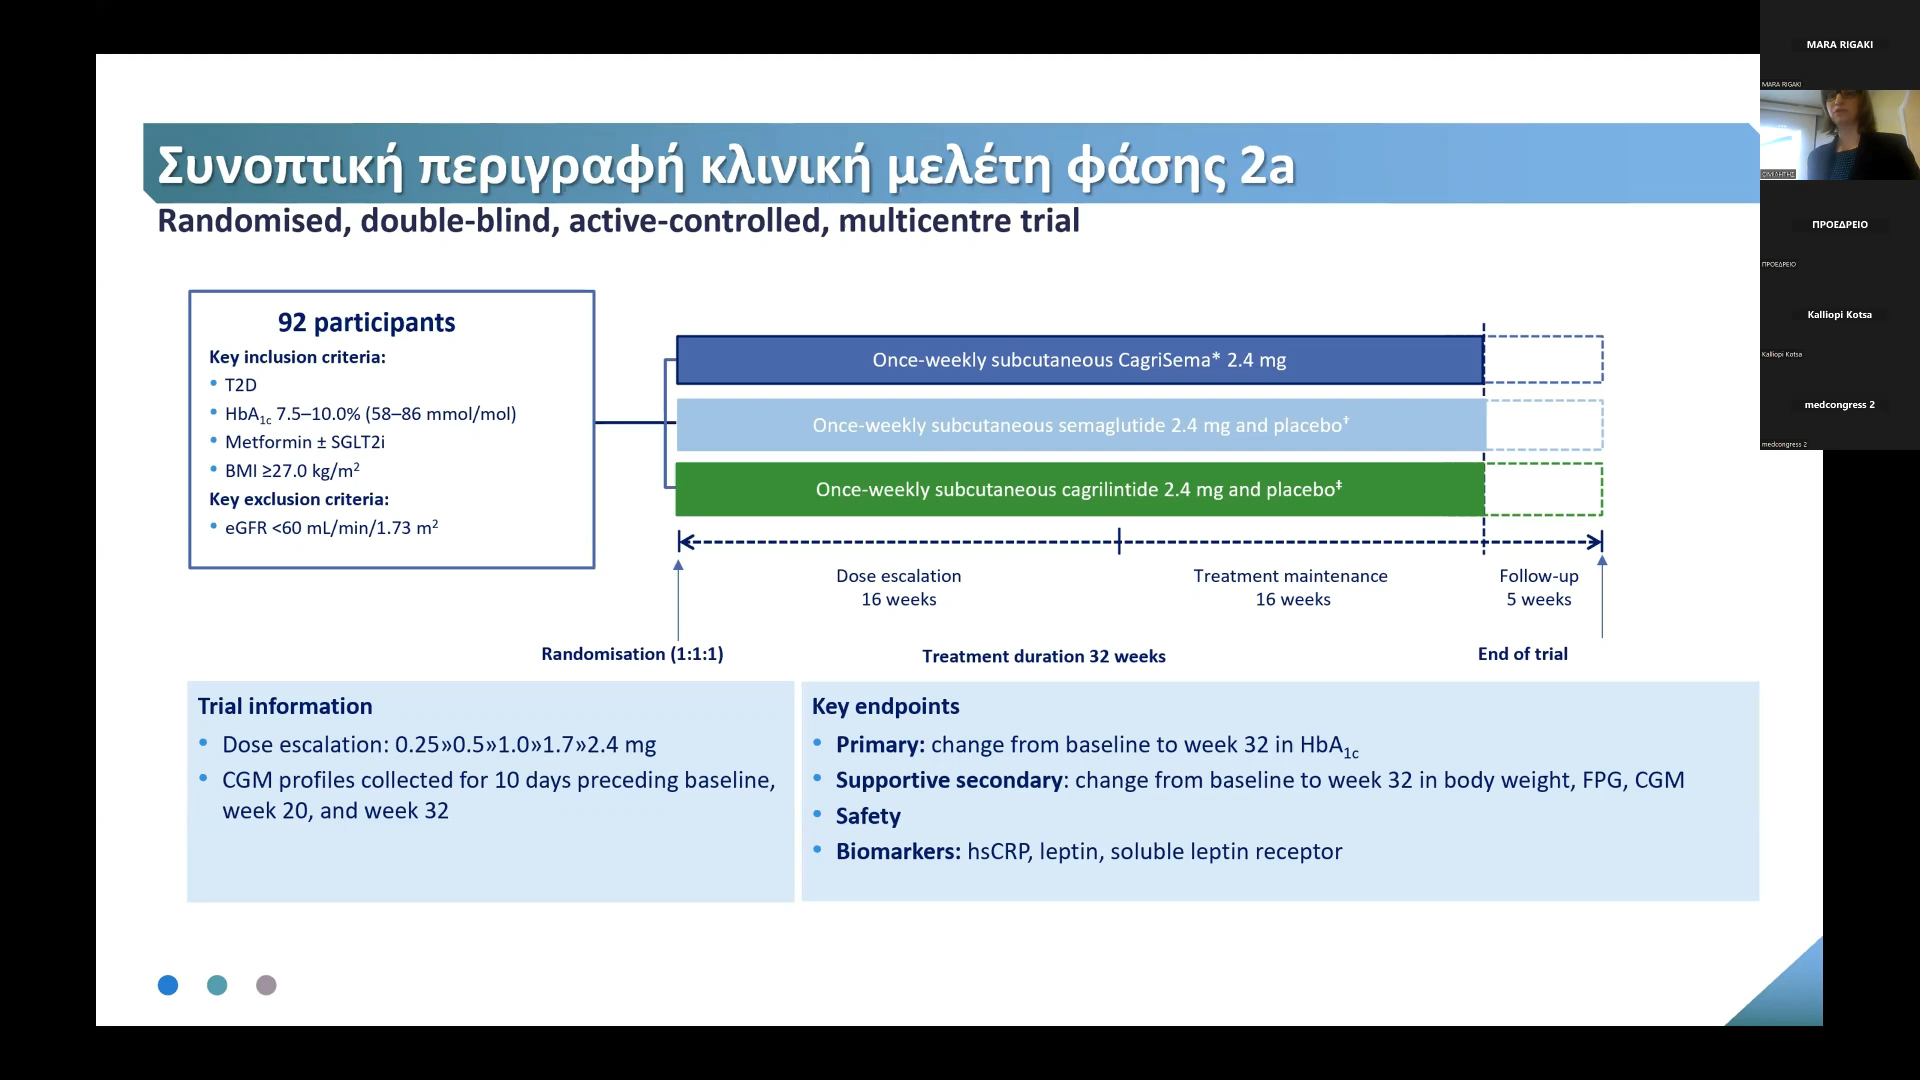 Συνοπτική περιγραφή κλινική μελέτη φάσης 2a
Randomised, double-blind, active-controlled, multicentre trial
92 participants
Key inclusion criteria:
• T2D
• HbA1c 7.5–10.0% (58–86 mmol/mol)
• Metformin ± SGLT2i
• BMI ≥27.0 kg/m²
Key exclusion criteria:
• eGFR <60 mL/min/1.73 m²
Once-weekly subcutaneous CagriSema* 2.4 mg
Once-weekly subcutaneous semaglutide 2.4 mg and placebo†
Once-weekly subcutaneous cagrilintide 2.4 mg and placebo‡
Dose escalation
16 weeks
Treatment maintenance
16 weeks
Follow-up
5 weeks
Randomisation (1:1:1)
Treatment duration 32 weeks
End of trial
Trial information
• Dose escalation: 0.25»0.5»1.0»1.7»2.4 mg
• CGM profiles collected for 10 days preceding baseline,
week 20, and week 32
Key endpoints
• Primary: change from baseline to week 32 in HbA1c
• Supportive secondary: change from baseline to week 32 in body weight, FPG, CGM
• Safety
• Biomarkers: hsCRP, leptin, soluble leptin receptor
MARA RIGAKI
MARA RIGAKI
ΟΜΙΛΗΤΗΣ
ΠΡΟΕΔΡΕΙΟ
ΠΡΟΕΔΡΕΙΟ
Kalliopi Kotsa
Kalliopi Kotsa
medcongress 2
medcongress 2